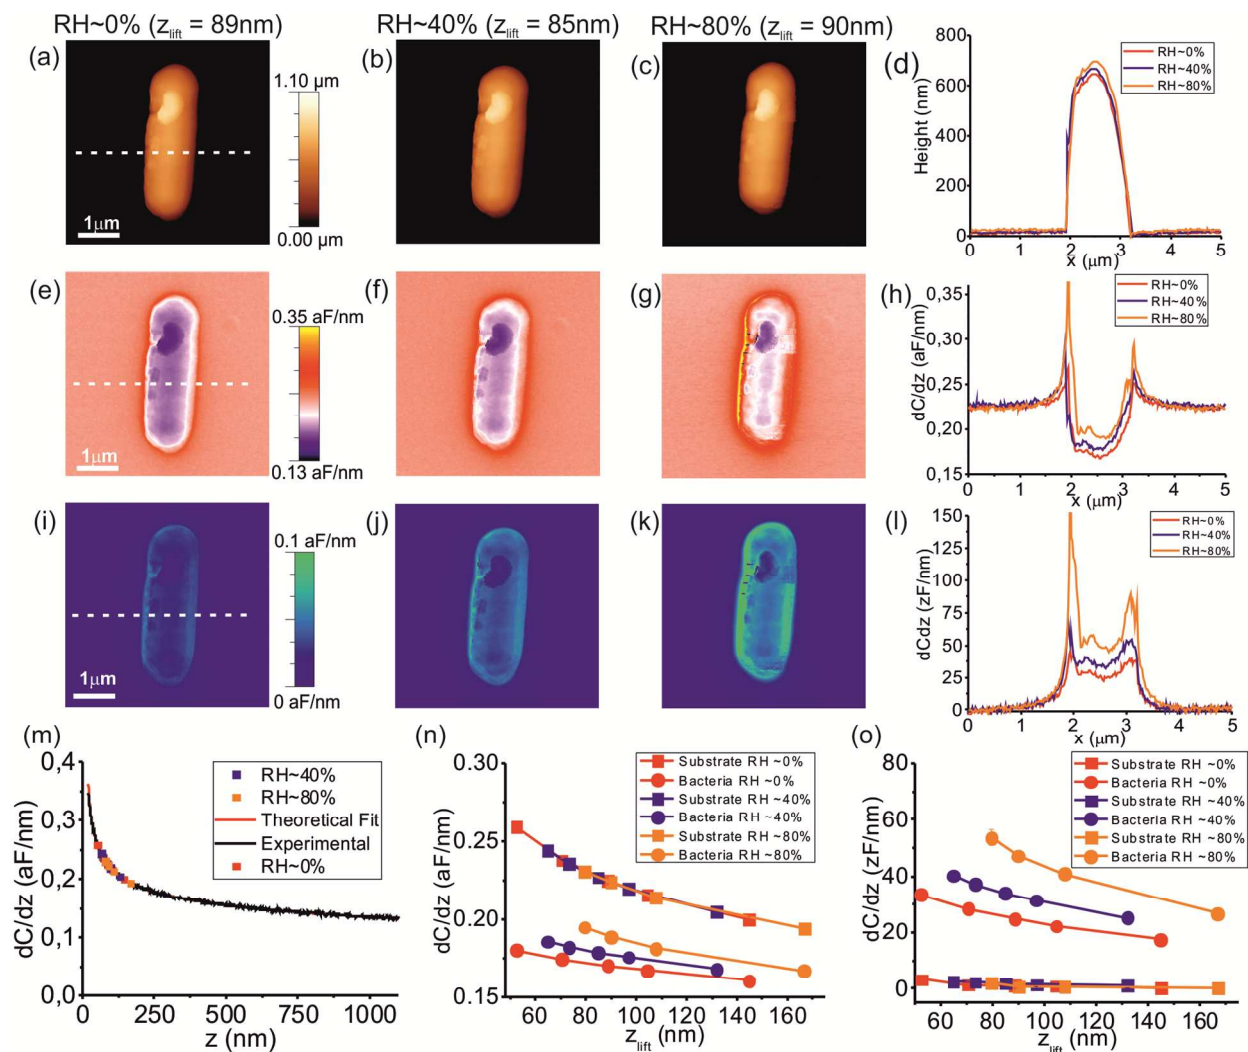 RH~0% (zlift = 89nm) RH~40% (zlift = 85nm) RH~80% (zlift = 90nm)
(a)
1.10 µm
0.00 µm
1µm
(b)
(c)
(d)
Height (nm)
800
600
400
200
0
RH~0%
RH~40%
RH~80%
0 1 2 3 4 5
x (µm)
(e)
0.35 aF/nm
0.13 aF/nm
1µm
(f)
(g)
(h)
dC/dz (aF/nm)
0,35
0,30
0,25
0,20
0,15
RH~0%
RH~40%
RH~80%
0 1 2 3 4 5
x (µm)
(i)
0.1 aF/nm
0 aF/nm
1µm
(j)
(k)
(l)
dCdz (zF/nm)
150
125
100
75
50
25
0
RH~0%
RH~40%
RH~80%
0 1 2 3 4 5
x (µm)
(m)
dC/dz (aF/nm)
0,4
0,3
0,2
0,1
0,0
RH~40%
RH~80%
Theoretical Fit
Experimental
RH~0%
0 250 500 750 1000
z (nm)
(n)
dC/dz (aF/nm)
0.30
0.25
0.20
0.15
Substrate RH ~0%
Bacteria RH ~0%
Substrate RH ~40%
Bacteria RH ~40%
Substrate RH ~80%
Bacteria RH ~80%
60 80 100 120 140 160
zlift (nm)
(o)
dC/dz (zF/nm)
80
60
40
20
0
Substrate RH ~0%
Bacteria RH ~0%
Substrate RH ~40%
Bacteria RH ~40%
Substrate RH ~80%
Bacteria RH ~80%
60 80 100 120 140 160
zlift (nm)